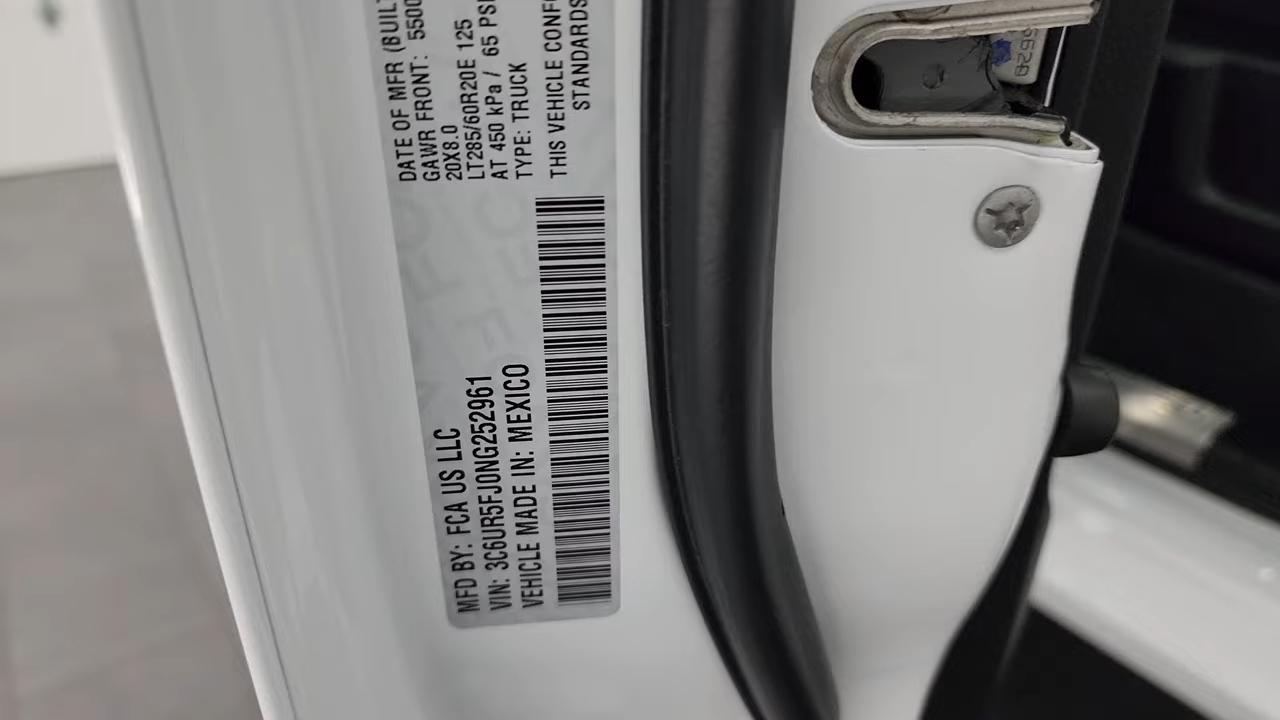 MFD BY: FCA US LLC
VIN: 3C6UR5FJ0NG252961
VEHICLE MADE IN: MEXICO
DATE OF MFR (BUILT
GAWR FRONT: 5500
20X8.0
LT285/60R20E 125
AT 450 kPa / 65 PSI
TYPE: TRUCK
THIS VEHICLE CONF
STANDARDS